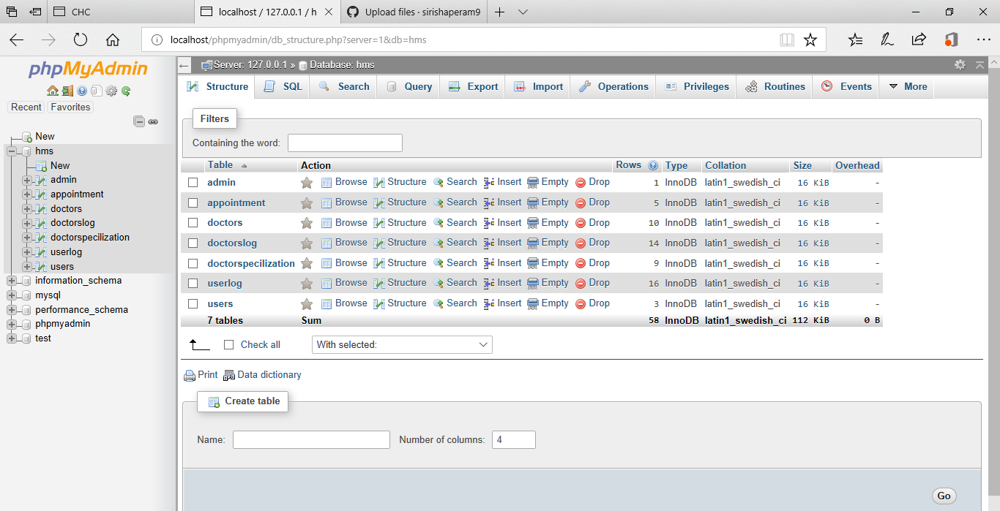 CHC
localhost / 127.0.0.1 / h
Upload files · sirishaperam9
localhost/phpmyadmin/db_structure.php?server=1&db=hms
phpMyAdmin
Recent Favorites
New
hms
New
admin
appointment
doctors
doctorslog
doctorspecilization
userlog
users
information_schema
mysql
performance_schema
phpmyadmin
test
Server: 127.0.0.1 » Database: hms
Structure SQL Search Query Export Import Operations Privileges Routines Events More
Filters
Containing the word:
Table Action Rows Type Collation Size Overhead
admin Browse Structure Search Insert Empty Drop 1 InnoDB latin1_swedish_ci 16 KiB -
appointment Browse Structure Search Insert Empty Drop 5 InnoDB latin1_swedish_ci 16 KiB -
doctors Browse Structure Search Insert Empty Drop 10 InnoDB latin1_swedish_ci 16 KiB -
doctorslog Browse Structure Search Insert Empty Drop 14 InnoDB latin1_swedish_ci 16 KiB -
doctorspecilization Browse Structure Search Insert Empty Drop 9 InnoDB latin1_swedish_ci 16 KiB -
userlog Browse Structure Search Insert Empty Drop 16 InnoDB latin1_swedish_ci 16 KiB -
users Browse Structure Search Insert Empty Drop 3 InnoDB latin1_swedish_ci 16 KiB -
7 tables Sum 58 InnoDB latin1_swedish_ci 112 KiB 0 B
Check all With selected:
Print Data dictionary
Create table
Name: Number of columns: 4
Go